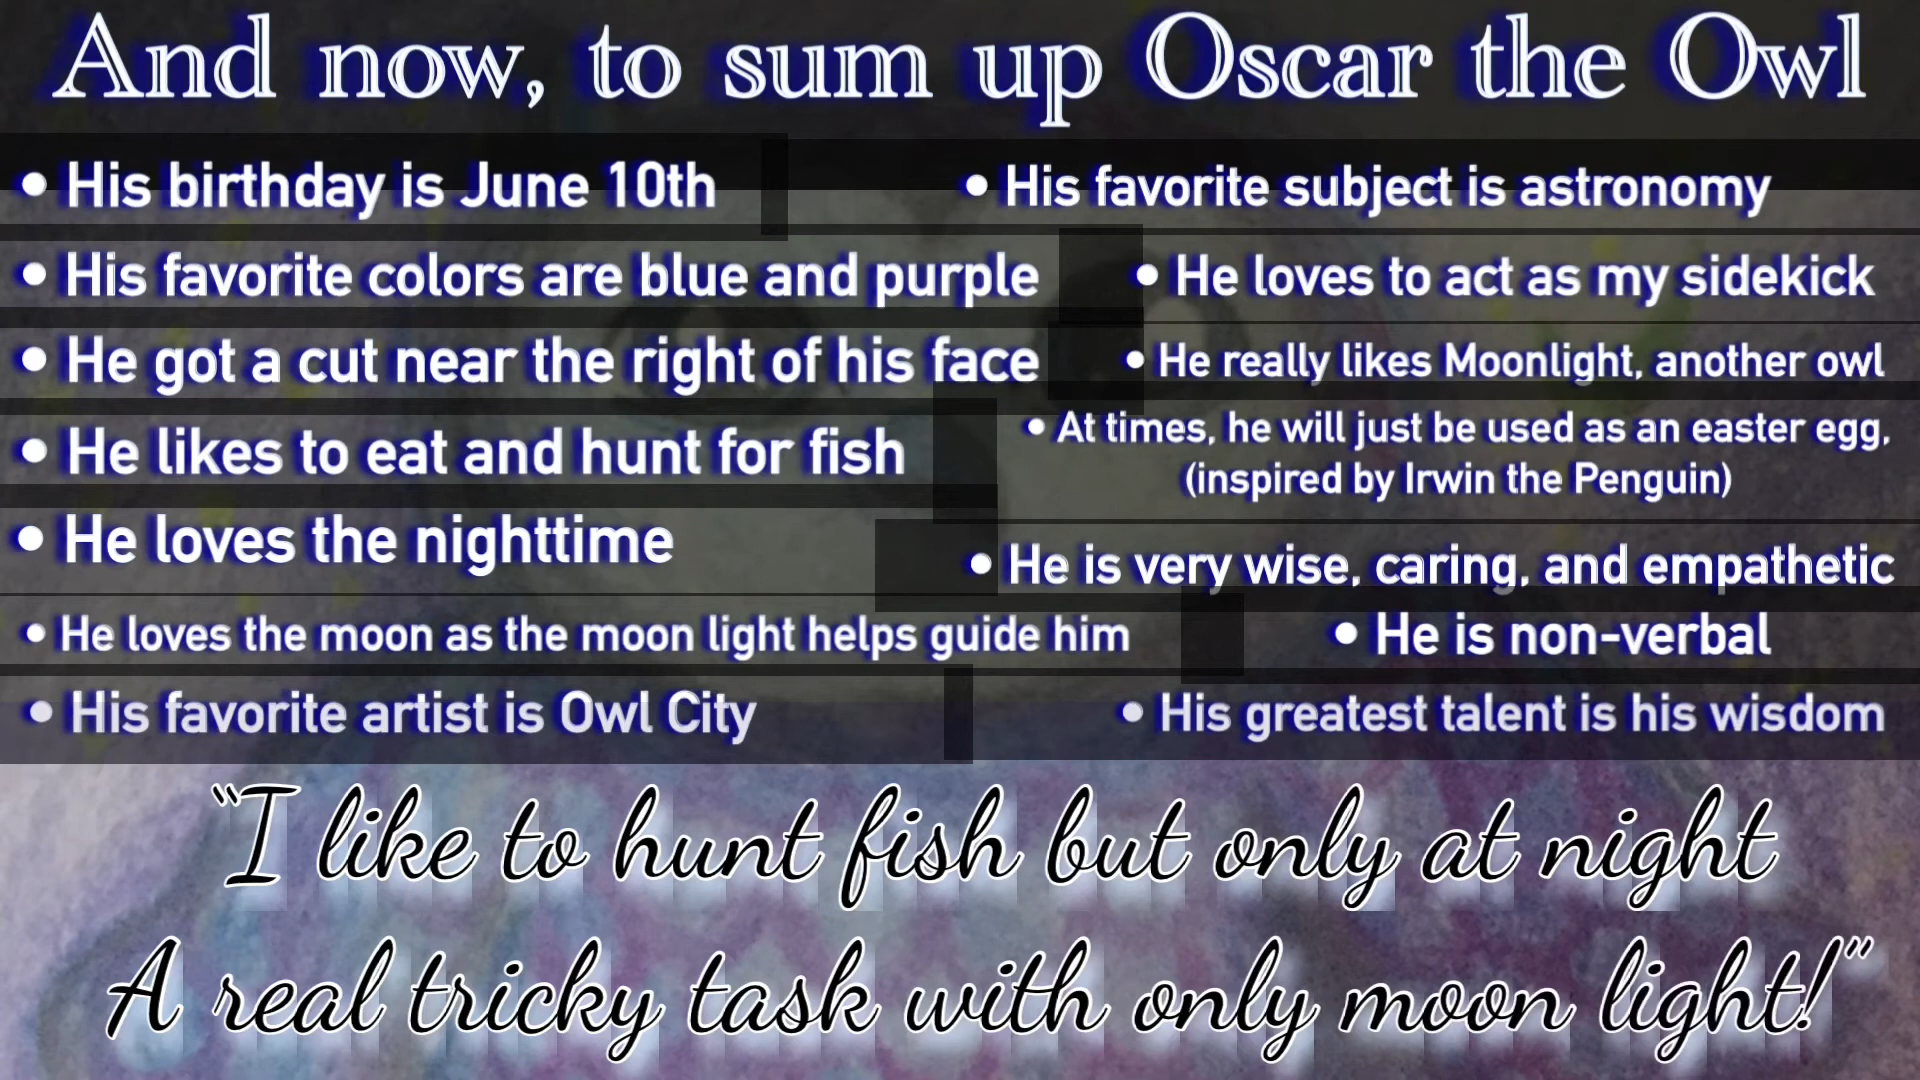 And now, to sum up Oscar the Owl
• His birthday is June 10th
• His favorite colors are blue and purple
• He got a cut near the right of his face
• He likes to eat and hunt for fish
• He loves the nighttime
• He loves the moon as the moon light helps guide him
• His favorite artist is Owl City
• His favorite subject is astronomy
• He loves to act as my sidekick
• He really likes Moonlight, another owl
• At times, he will just be used as an easter egg,
(inspired by Irwin the Penguin)
• He is very wise, caring, and empathetic
• He is non-verbal
• His greatest talent is his wisdom
“I like to hunt fish but only at night
A real tricky task with only moon light!”